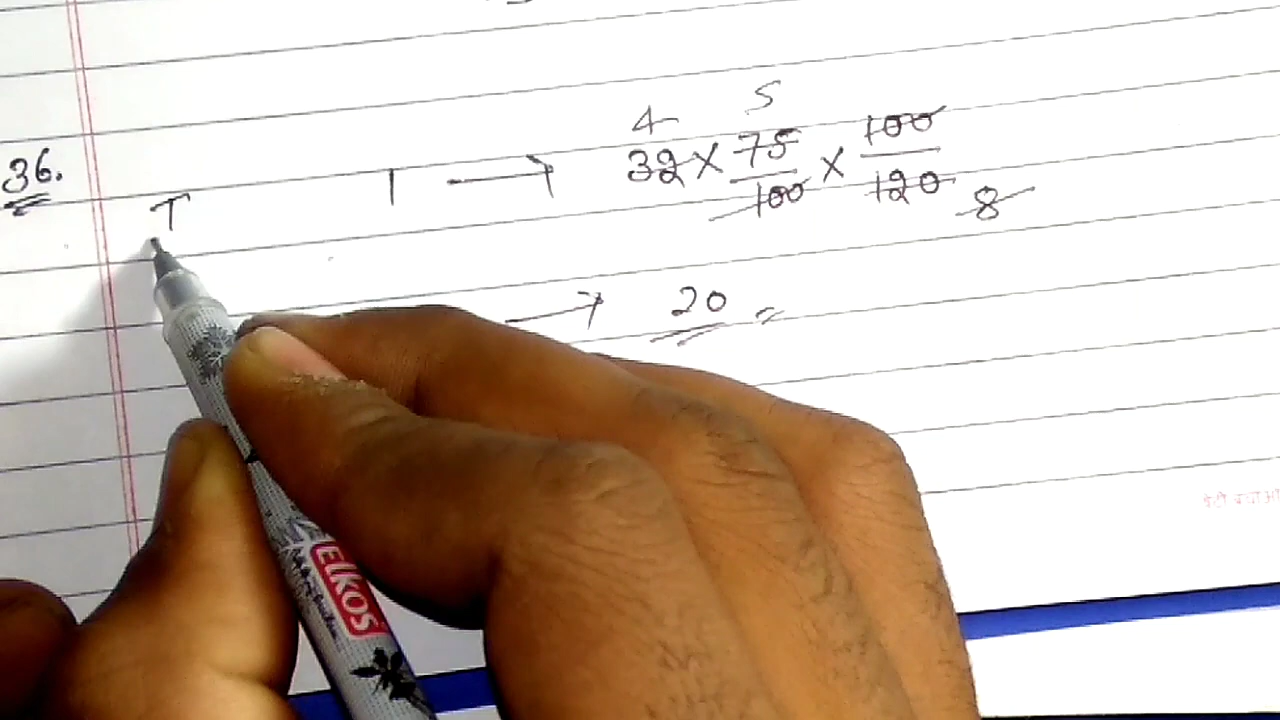 4 5
36. 1 → 32 × 75/100 × 100/120 8
T
→ 20 =
ELKOS